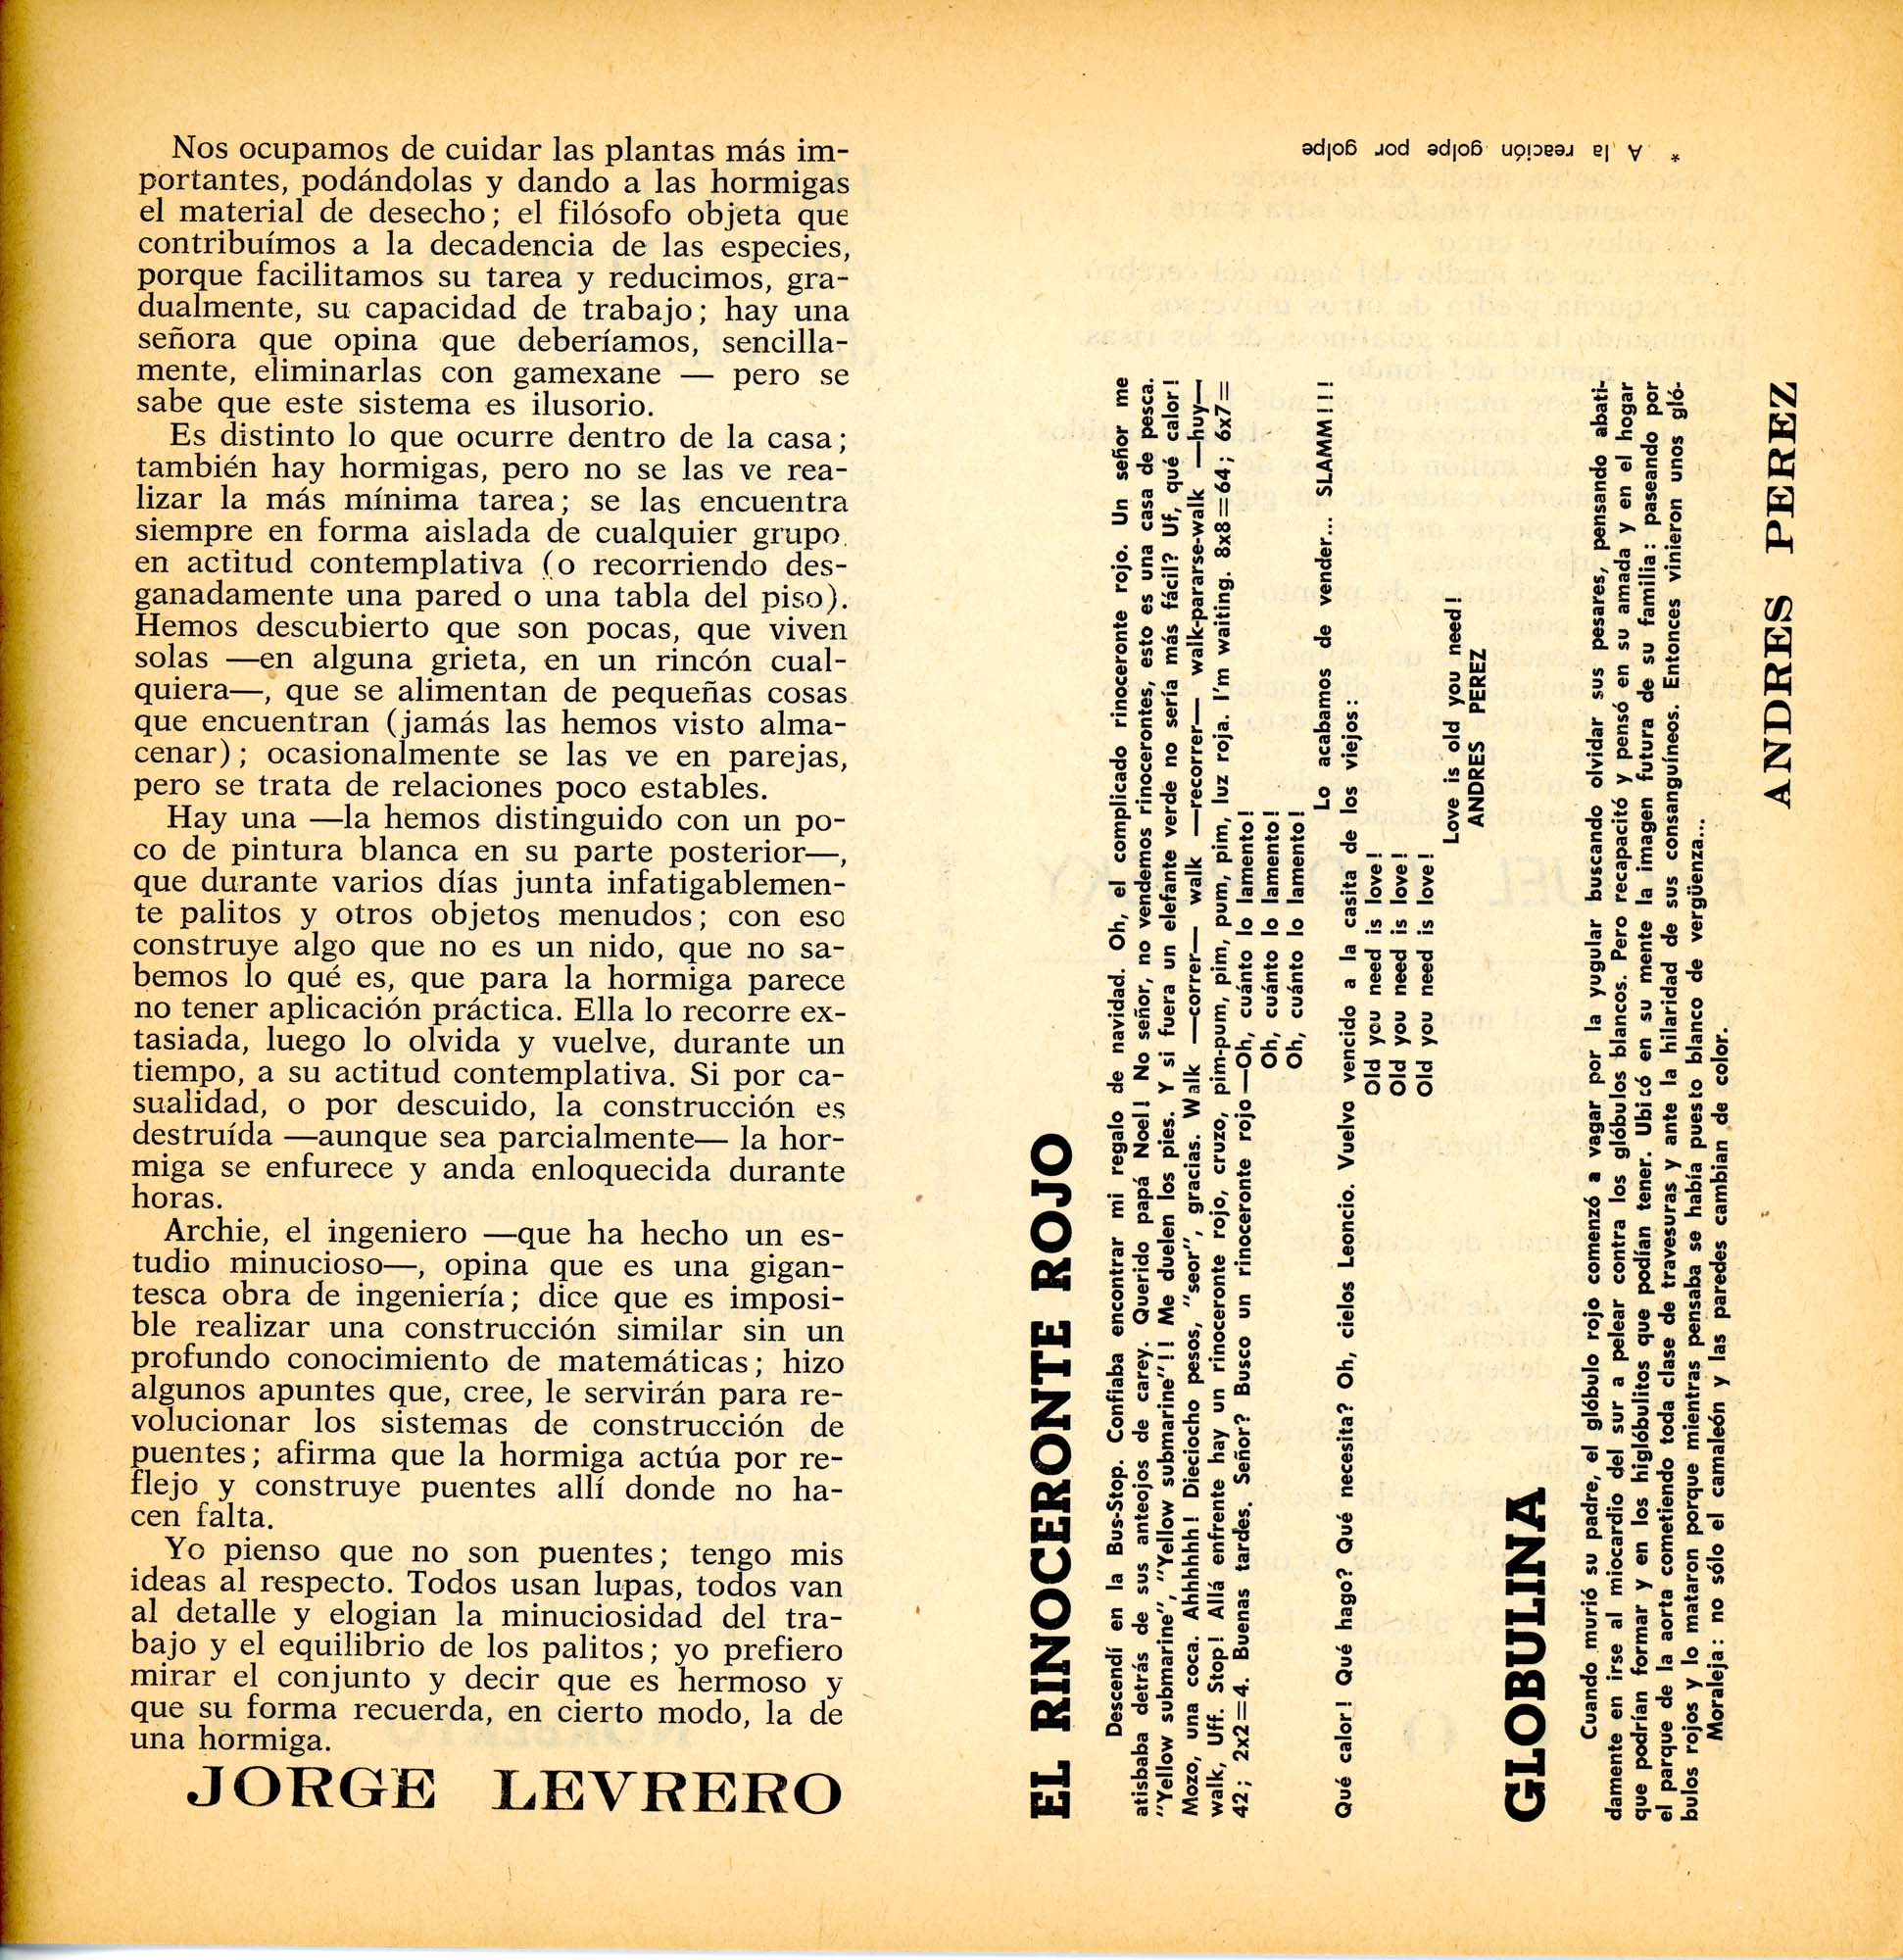 Nos ocupamos de cuidar las plantas más im-
portantes, podándolas y dando a las hormigas
el material de desecho; el filósofo objeta que
contribuímos a la decadencia de las especies,
porque facilitamos su tarea y reducimos, gra-
dualmente, su capacidad de trabajo; hay una
señora que opina que deberíamos, sencilla-
mente, eliminarlas con gamexane — pero se
sabe que este sistema es ilusorio.
Es distinto lo que ocurre dentro de la casa;
también hay hormigas, pero no se las ve rea-
lizar la más mínima tarea; se las encuentra
siempre en forma aislada de cualquier grupo.
en actitud contemplativa (o recorriendo des-
ganadamente una pared o una tabla del piso).
Hemos descubierto que son pocas, que viven
solas —en alguna grieta, en un rincón cual-
quiera—, que se alimentan de pequeñas cosas
que encuentran (jamás las hemos visto alma-
cenar); ocasionalmente se las ve en parejas,
pero se trata de relaciones poco estables.
Hay una —la hemos distinguido con un po-
co de pintura blanca en su parte posterior—,
que durante varios días junta infatigablemen-
te palitos y otros objetos menudos; con eso
construye algo que no es un nido, que no sa-
bemos lo qué es, que para la hormiga parece
no tener aplicación práctica. Ella lo recorre ex-
tasiada, luego lo olvida y vuelve, durante un
tiempo, a su actitud contemplativa. Si por ca-
sualidad, o por descuido, la construcción es
destruída —aunque sea parcialmente— la hor-
miga se enfurece y anda enloquecida durante
horas.
Archie, el ingeniero —que ha hecho un es-
tudio minucioso—, opina que es una gigan-
tesca obra de ingeniería; dice que es imposi-
ble realizar una construcción similar sin un
profundo conocimiento de matemáticas; hizo
algunos apuntes que, cree, le servirán para re-
volucionar los sistemas de construcción de
puentes; afirma que la hormiga actúa por re-
flejo y construye puentes allí donde no ha-
cen falta.
Yo pienso que no son puentes; tengo mis
ideas al respecto. Todos usan lupas, todos van
al detalle y elogian la minuciosidad del tra-
bajo y el equilibrio de los palitos; yo prefiero
mirar el conjunto y decir que es hermoso y
que su forma recuerda, en cierto modo, la de
una hormiga.
JORGE LEVRERO
* A la reacción golpe por golpe
EL RINOCERONTE ROJO
Descendí en la Bus-Stop. Confiaba encontrar mi regalo de navidad. Oh, el complicado rinoceronte rojo. Un señor me
atisbaba detrás de sus anteojos de carey. Querido papá Noel! No señor, no vendemos rinocerontes, esto es una casa de pesca.
"Yellow submarine", "Yellow submarine"!! Me duelen los pies. Y si fuera un elefante verde no sería más fácil? Uf, qué calor!
Mozo, una coca. Ahhhhhh! Dieciocho pesos, "seor", gracias. Walk —correr— walk —recorrer— walk-pararse-walk —huy—
walk, Uff. Stop! Allá enfrente hay un rinoceronte rojo, cruzo, pim-pum, pim, pum, pim, luz roja. I'm waiting. 8x8=64; 6x7=
42; 2x2=4. Buenas tardes. Señor? Busco un rinoceronte rojo —Oh, cuánto lo lamento!
Oh, cuánto lo lamento!
Oh, cuánto lo lamento!
Lo acabamos de vender... SLAMM!!!
Qué calor! Qué hago? Qué necesita? Oh, cielos Leoncio. Vuelvo vencido a la casita de los viejos:
Old you need is love!
Old you need is love!
Old you need is love!
Love is old you need!
ANDRES PEREZ
GLOBULINA
Cuando murió su padre, el glóbulo rojo comenzó a vagar por la yugular buscando olvidar sus pesares, pensando abati-
damente en irse al miocardio del sur a pelear contra los glóbulos blancos. Pero recapacitó y pensó en su amada y en el hogar
que podrían formar y en los higlóbulitos que podían tener. Ubicó en su mente la imagen futura de su familia: paseando por
el parque de la aorta cometiendo toda clase de travesuras y ante la hilaridad de sus consanguíneos. Entonces vinieron unos gló-
bulos rojos y lo mataron porque mientras pensaba se había puesto blanco de vergüenza...
Moraleja: no sólo el camaleón y las paredes cambian de color.
ANDRES PEREZ